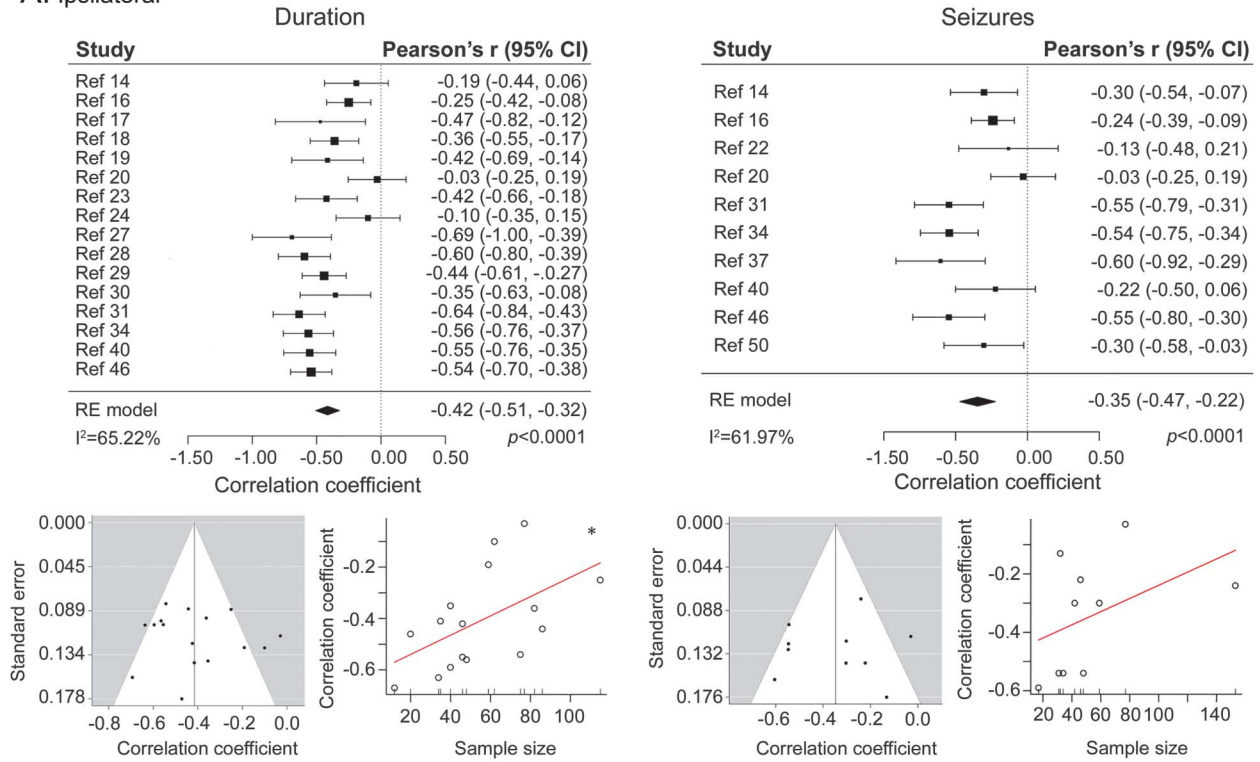 A. Ipsilateral
Duration
Study Pearson's r (95% CI)
Ref 14 -0.19 (-0.44, 0.06)
Ref 16 -0.25 (-0.42, -0.08)
Ref 17 -0.47 (-0.82, -0.12)
Ref 18 -0.36 (-0.55, -0.17)
Ref 19 -0.42 (-0.69, -0.14)
Ref 20 -0.03 (-0.25, 0.19)
Ref 23 -0.42 (-0.66, -0.18)
Ref 24 -0.10 (-0.35, 0.15)
Ref 27 -0.69 (-1.00, -0.39)
Ref 28 -0.60 (-0.80, -0.39)
Ref 29 -0.44 (-0.61, -.0.27)
Ref 30 -0.35 (-0.63, -0.08)
Ref 31 -0.64 (-0.84, -0.43)
Ref 34 -0.56 (-0.76, -0.37)
Ref 40 -0.55 (-0.76, -0.35)
Ref 46 -0.54 (-0.70, -0.38)
RE model -0.42 (-0.51, -0.32)
I²=65.22% p<0.0001
-1.50 -1.00 -0.50 0.00 0.50
Correlation coefficient
Seizures
Study Pearson's r (95% CI)
Ref 14 -0.30 (-0.54, -0.07)
Ref 16 -0.24 (-0.39, -0.09)
Ref 22 -0.13 (-0.48, 0.21)
Ref 20 -0.03 (-0.25, 0.19)
Ref 31 -0.55 (-0.79, -0.31)
Ref 34 -0.54 (-0.75, -0.34)
Ref 37 -0.60 (-0.92, -0.29)
Ref 40 -0.22 (-0.50, 0.06)
Ref 46 -0.55 (-0.80, -0.30)
Ref 50 -0.30 (-0.58, -0.03)
RE model -0.35 (-0.47, -0.22)
I²=61.97% p<0.0001
-1.50 -0.50 0.00 0.50
Correlation coefficient
Standard error
0.000
0.045
0.089
0.134
0.178
-0.8 -0.6 -0.4 -0.2 0.0
Correlation coefficient
Correlation coefficient
*
-0.2
-0.4
-0.6
20 40 60 80 100
Sample size
Standard error
0.000
0.044
0.088
0.132
0.176
-0.6 -0.4 -0.2 0.0
Correlation coefficient
Correlation coefficient
-0.2
-0.4
-0.6
20 40 60 80 100 140
Sample size